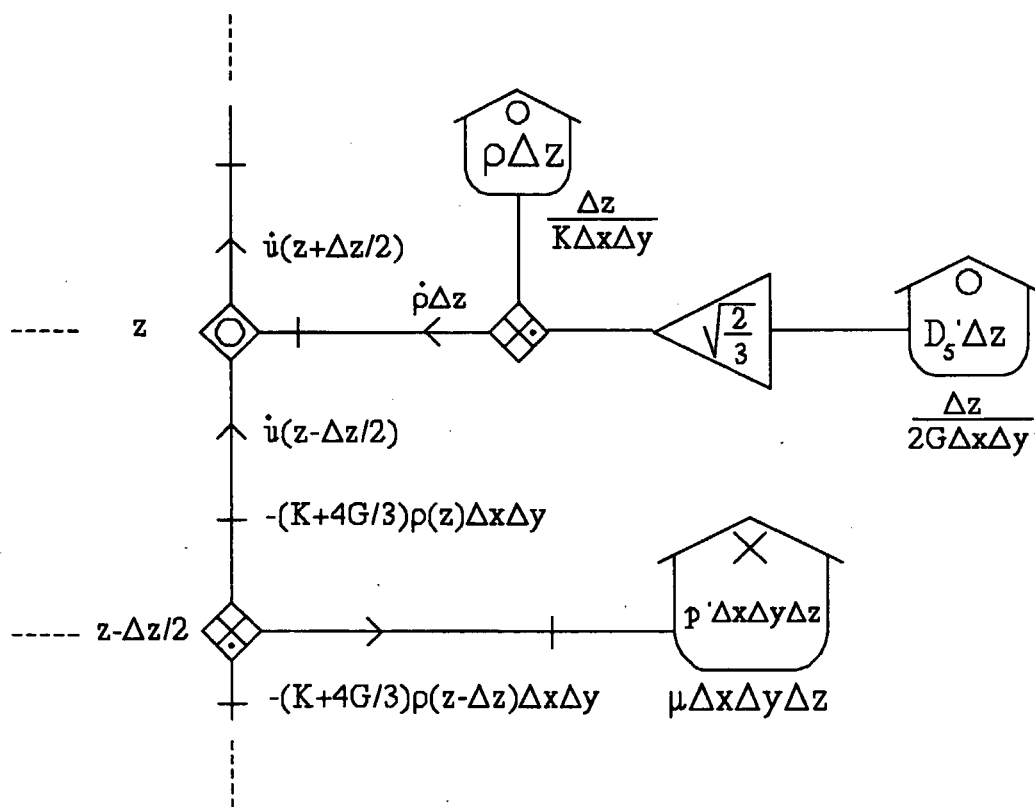 ρΔz
Δz
KΔxΔy
u̇(z+Δz/2)
ρ̇Δz
z
√2/3
D₅'Δz
Δz
2GΔxΔy
u̇(z-Δz/2)
-(K+4G/3)ρ(z)ΔxΔy
z-Δz/2
p'ΔxΔyΔz
-(K+4G/3)ρ(z-Δz)ΔxΔy
μΔxΔyΔz